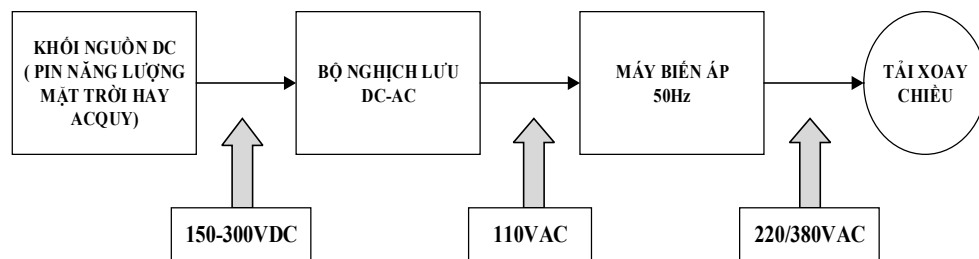 KHỐI NGUỒN DC
( PIN NĂNG LƯỢNG
MẶT TRỜI HAY
ACQUY)
BỘ NGHỊCH LƯU
DC-AC
MÁY BIẾN ÁP
50Hz
TẢI XOAY
CHIỀU
150-300VDC
110VAC
220/380VAC